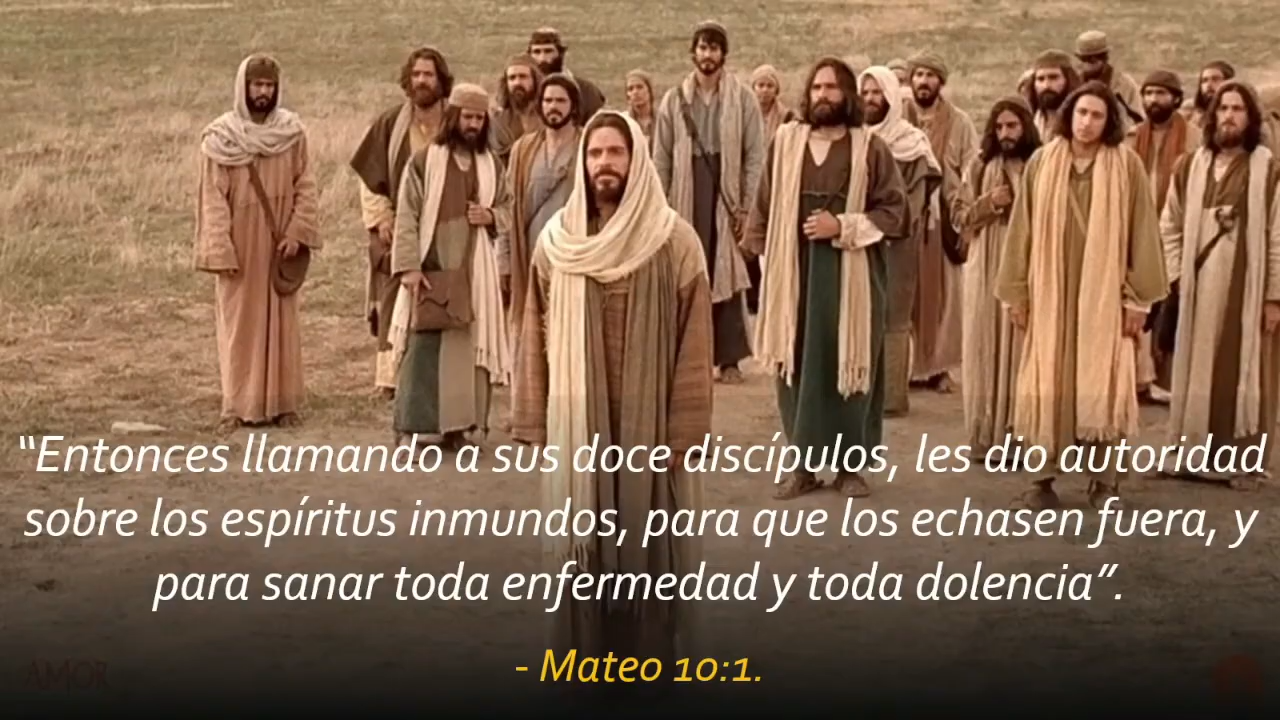 “Entonces llamando a sus doce discípulos, les dio autoridad
sobre los espíritus inmundos, para que los echasen fuera, y
para sanar toda enfermedad y toda dolencia”.
- Mateo 10:1.
AMOR